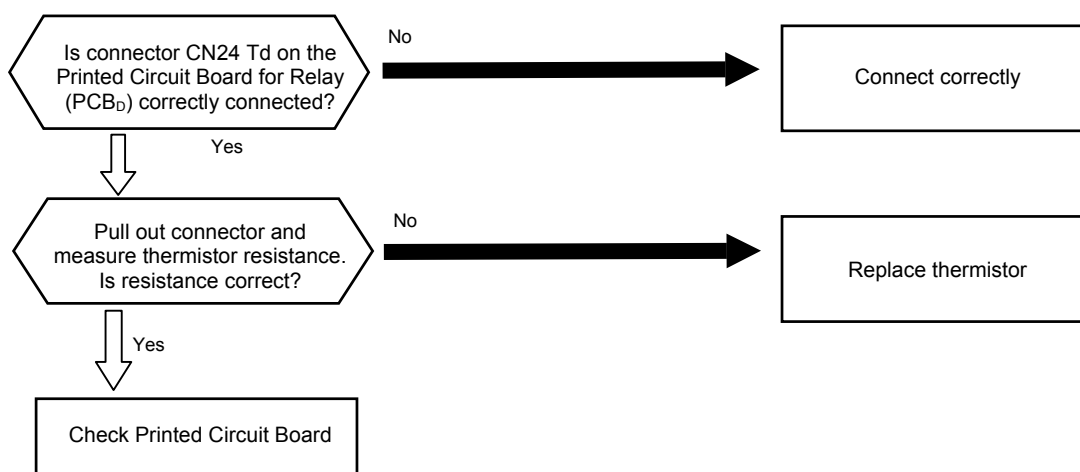 Is connector CN24 Td on the
Printed Circuit Board for Relay
(PCBD) correctly connected?
No
Connect correctly
Yes
Pull out connector and
measure thermistor resistance.
Is resistance correct?
No
Replace thermistor
Yes
Check Printed Circuit Board